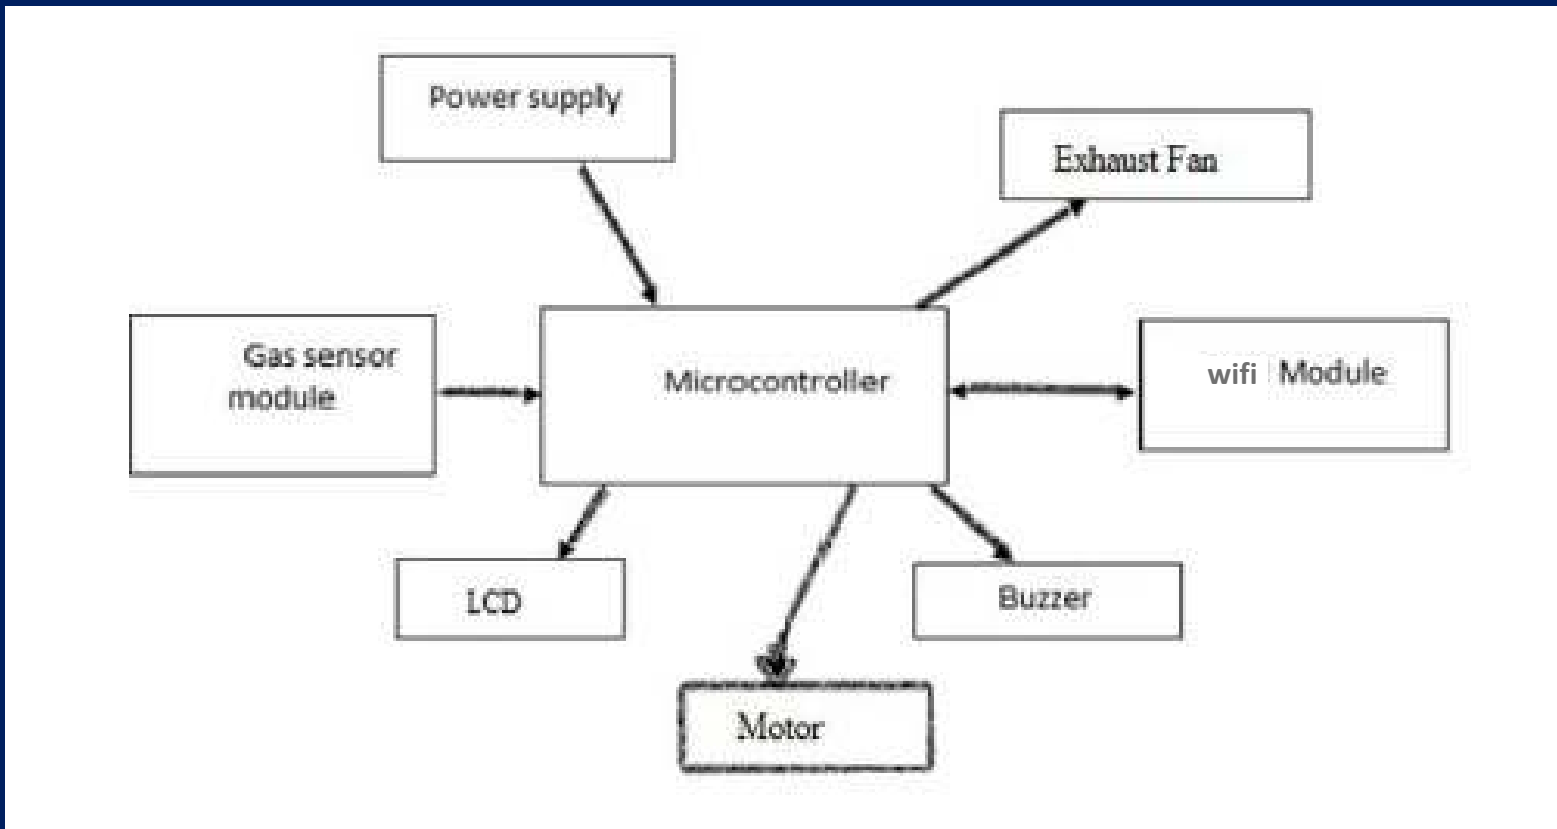 Power supply
Exhaust Fan
Gas sensor
module
Microcontroller
wifi Module
LCD
Buzzer
Motor